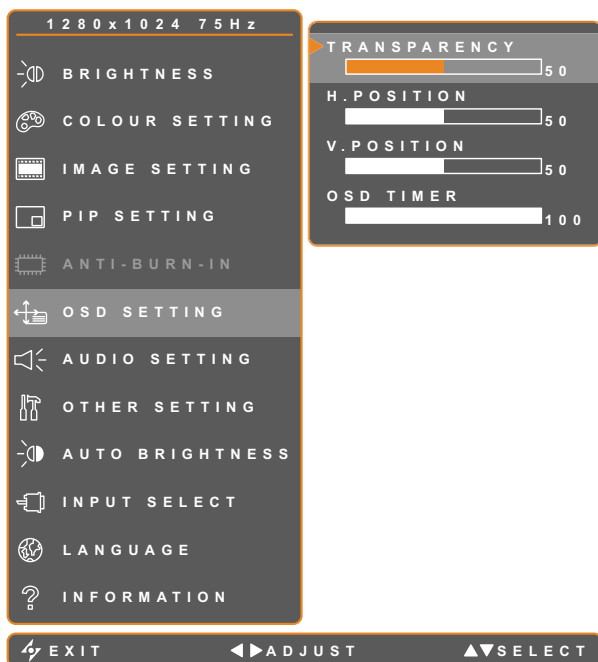 1280x1024 75Hz
BRIGHTNESS
COLOUR SETTING
IMAGE SETTING
PIP SETTING
ANTI-BURN-IN
OSD SETTING
AUDIO SETTING
OTHER SETTING
AUTO BRIGHTNESS
INPUT SELECT
LANGUAGE
INFORMATION
TRANSPARENCY
50
H.POSITION
50
V.POSITION
50
OSD TIMER
100
EXIT ADJUST SELECT